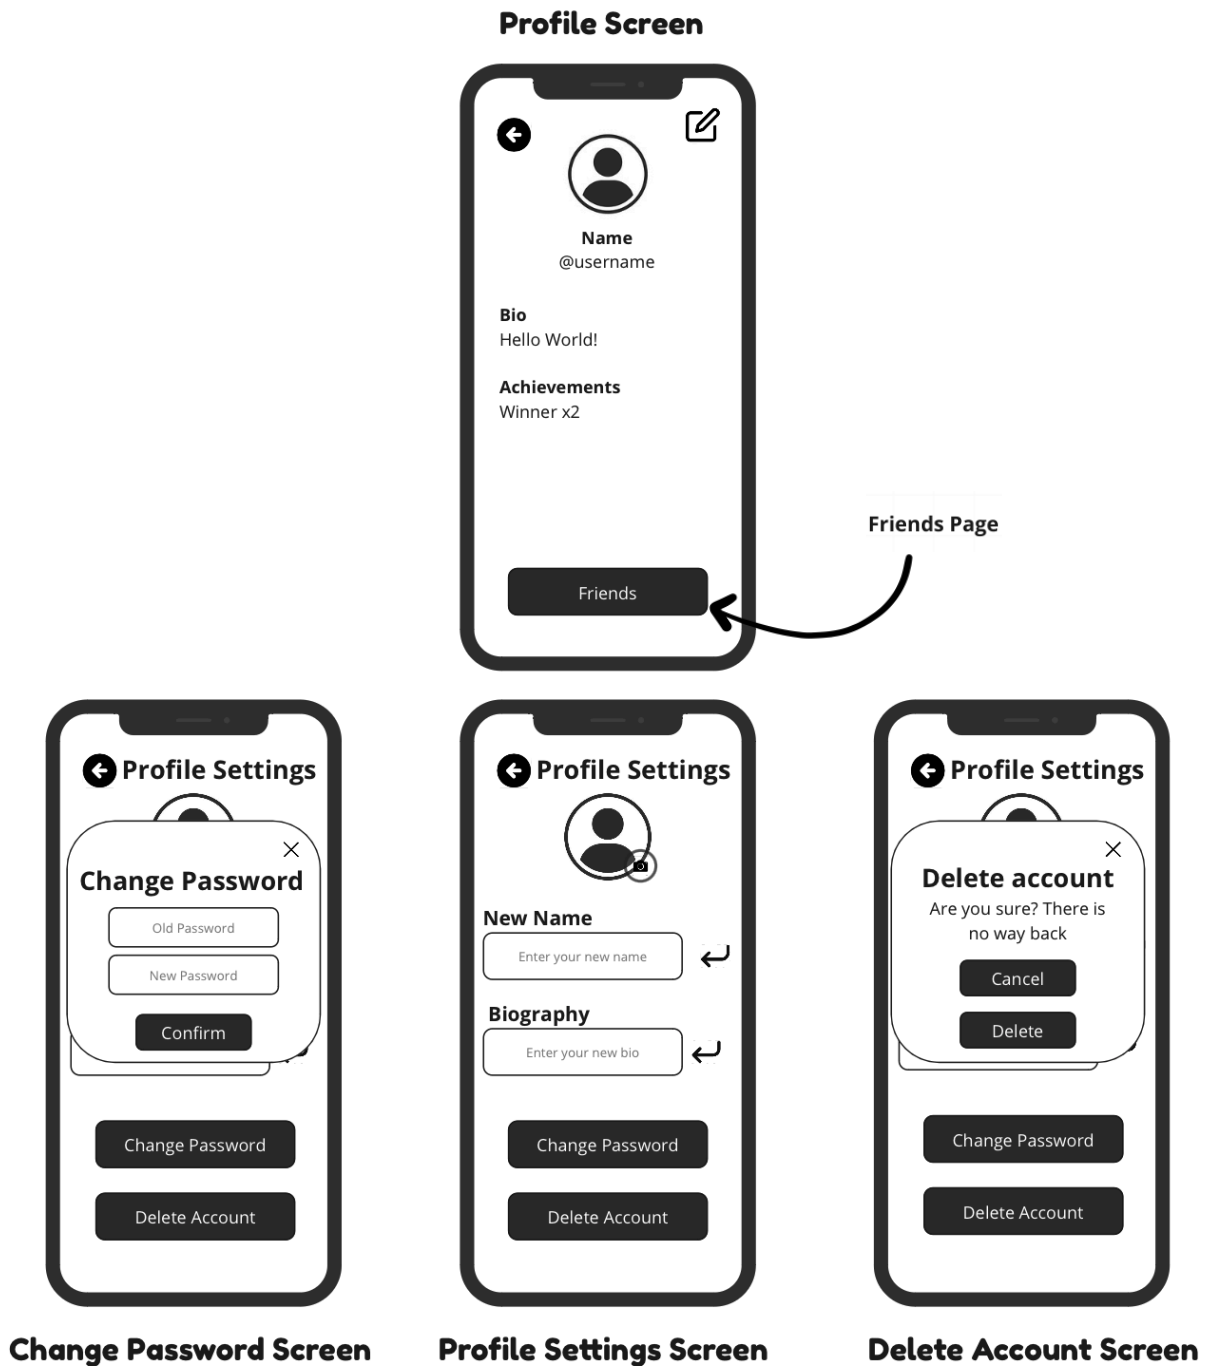 Profile Screen
Name
@username
Bio
Hello World!
Achievements
Winner x2
Friends Page
Friends
Profile Settings
Change Password
Old Password
New Password
Confirm
Change Password
Delete Account
Change Password Screen
Profile Settings
New Name
Enter your new name
Biography
Enter your new bio
Change Password
Delete Account
Profile Settings Screen
Profile Settings
Delete account
Are you sure? There is
no way back
Cancel
Delete
Change Password
Delete Account
Delete Account Screen